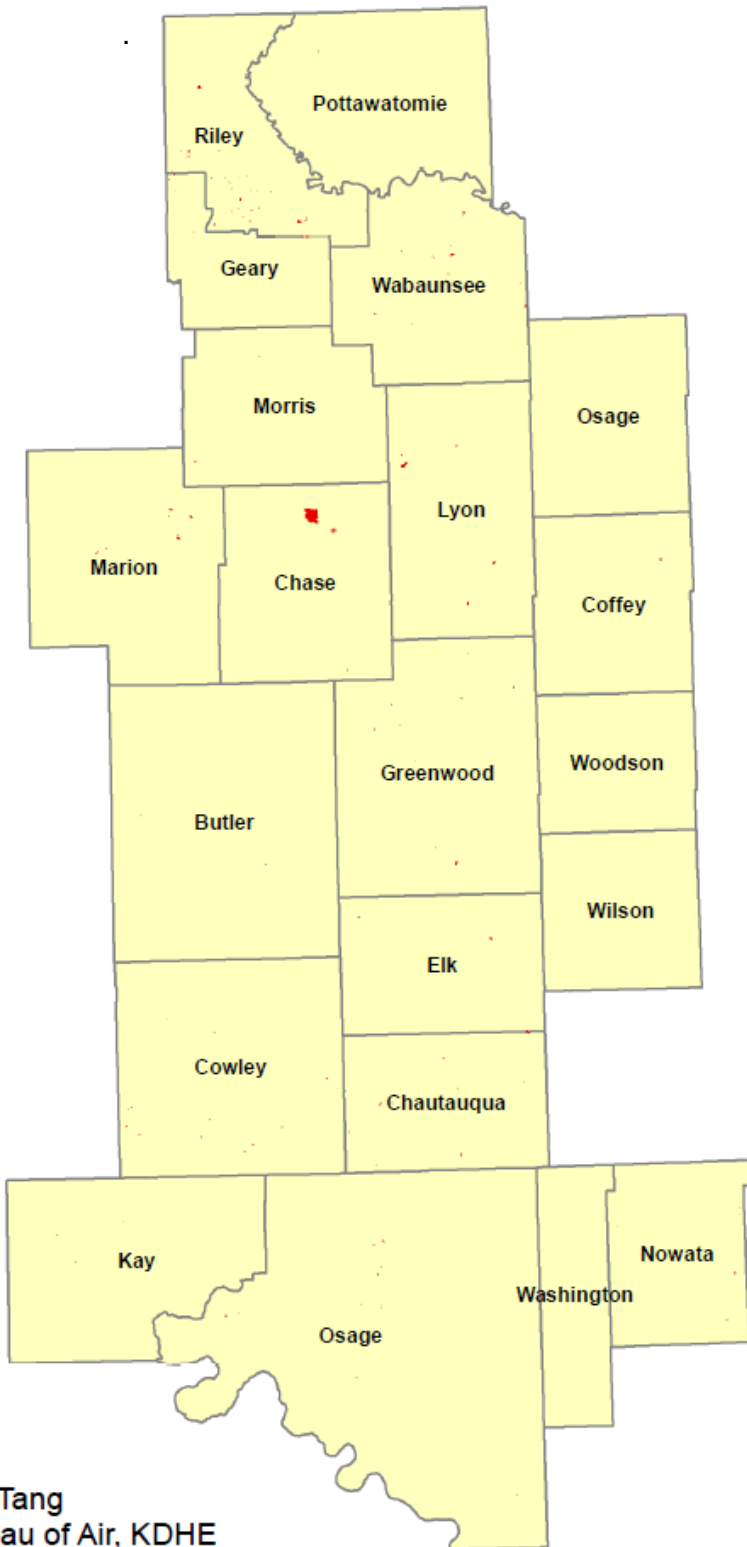 Pottawatomie
Riley
Geary
Wabaunsee
Morris
Osage
Lyon
Marion
Chase
Coffey
Greenwood
Woodson
Butler
Wilson
Elk
Cowley
Chautauqua
Kay
Nowata
Washington
Osage
Tang
au of Air, KDHE